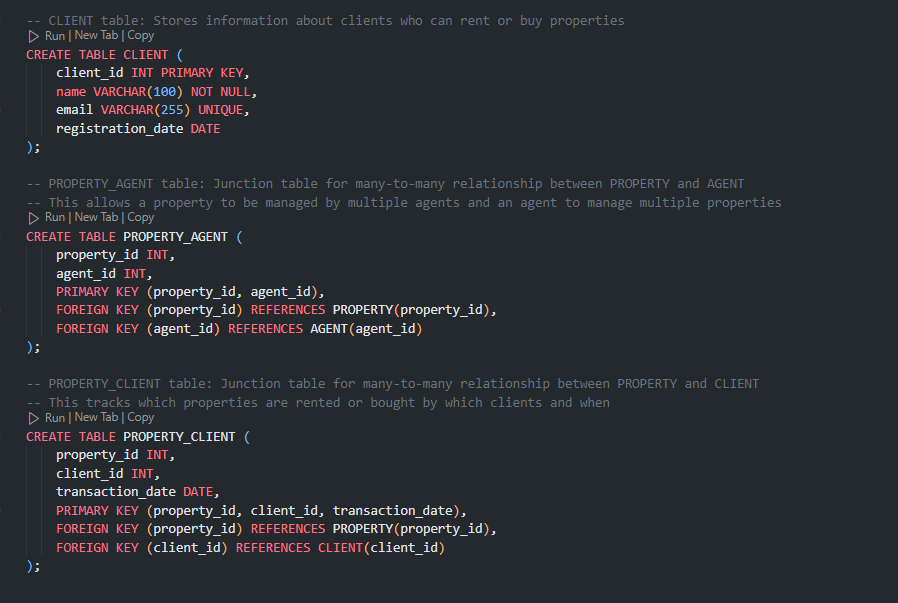 -- CLIENT table: Stores information about clients who can rent or buy properties
Run | New Tab | Copy
CREATE TABLE CLIENT (
client_id INT PRIMARY KEY,
name VARCHAR(100) NOT NULL,
email VARCHAR(255) UNIQUE,
registration_date DATE
);
-- PROPERTY_AGENT table: Junction table for many-to-many relationship between PROPERTY and AGENT
-- This allows a property to be managed by multiple agents and an agent to manage multiple properties
Run | New Tab | Copy
CREATE TABLE PROPERTY_AGENT (
property_id INT,
agent_id INT,
PRIMARY KEY (property_id, agent_id),
FOREIGN KEY (property_id) REFERENCES PROPERTY(property_id),
FOREIGN KEY (agent_id) REFERENCES AGENT(agent_id)
);
-- PROPERTY_CLIENT table: Junction table for many-to-many relationship between PROPERTY and CLIENT
-- This tracks which properties are rented or bought by which clients and when
Run | New Tab | Copy
CREATE TABLE PROPERTY_CLIENT (
property_id INT,
client_id INT,
transaction_date DATE,
PRIMARY KEY (property_id, client_id, transaction_date),
FOREIGN KEY (property_id) REFERENCES PROPERTY(property_id),
FOREIGN KEY (client_id) REFERENCES CLIENT(client_id)
);